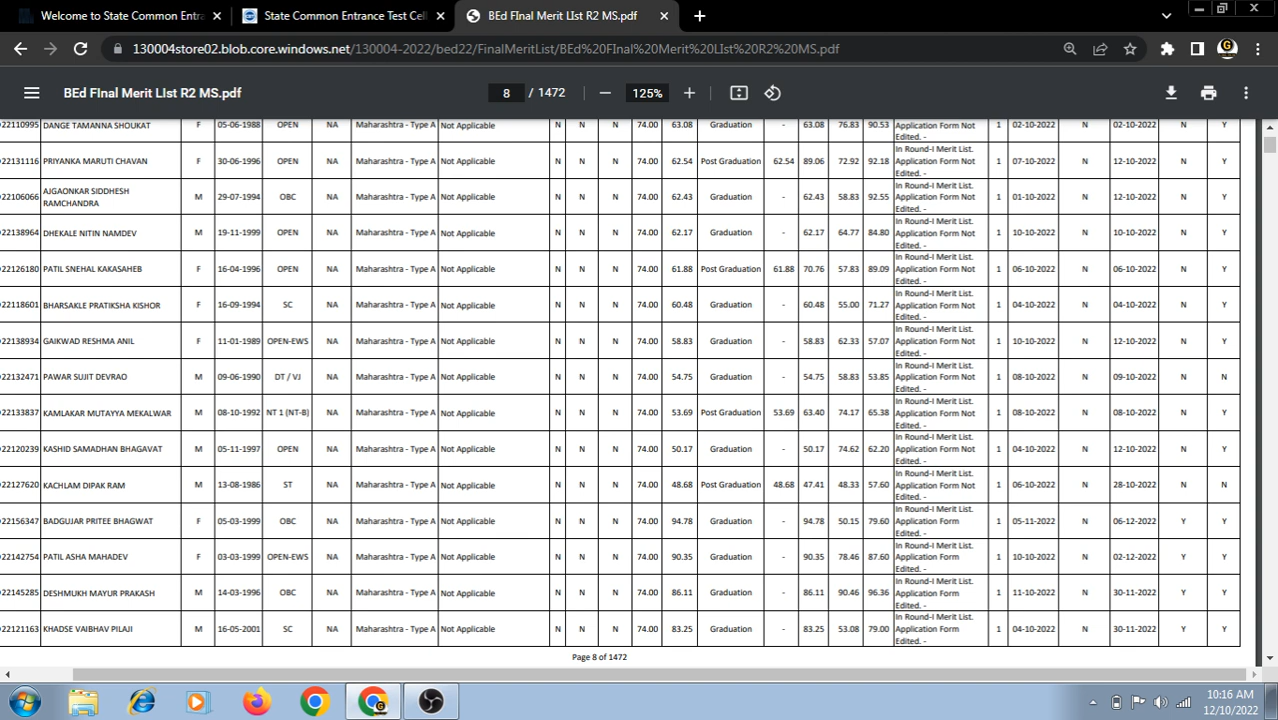 Welcome to State Common Entran
State Common Entrance Test Cell
BEd FInal Merit LIst R2 MS.pdf
130004store02.blob.core.windows.net/130004-2022/bed22/FinalMeritList/BEd%20FInal%20Merit%20LIst%20R2%20MS.pdf
BEd FInal Merit LIst R2 MS.pdf
8 / 1472
125%
22110995 DANGE TAMANNA SHOUKAT F 05-06-1988 OPEN NA Maharashtra - Type A Not Applicable N N N 74.00 63.08 Graduation - 63.08 76.83 90.53 Application Form Not Edited. - 1 02-10-2022 N 02-10-2022 N Y
22131116 PRIYANKA MARUTI CHAVAN F 30-06-1996 OPEN NA Maharashtra - Type A Not Applicable N N N 74.00 62.54 Post Graduation 62.54 89.06 72.92 92.18 In Round-I Merit List. Application Form Not Edited. - 1 07-10-2022 N 12-10-2022 N Y
22106066 AJGAONKAR SIDDHESH RAMCHANDRA M 29-07-1994 OBC NA Maharashtra - Type A Not Applicable N N N 74.00 62.43 Graduation - 62.43 58.83 92.55 In Round-I Merit List. Application Form Not Edited. - 1 01-10-2022 N 12-10-2022 N Y
22138964 DHEKALE NITIN NAMDEV M 19-11-1999 OPEN NA Maharashtra - Type A Not Applicable N N N 74.00 62.17 Graduation - 62.17 64.77 84.80 In Round-I Merit List. Application Form Not Edited. - 1 10-10-2022 N 10-10-2022 N Y
22126180 PATIL SNEHAL KAKASAHEB F 16-04-1996 OPEN NA Maharashtra - Type A Not Applicable N N N 74.00 61.88 Post Graduation 61.88 70.76 57.83 89.09 In Round-I Merit List. Application Form Not Edited. - 1 06-10-2022 N 06-10-2022 N Y
22118601 BHARSAKLE PRATIKSHA KISHOR F 16-09-1994 SC NA Maharashtra - Type A Not Applicable N N N 74.00 60.48 Graduation - 60.48 55.00 71.27 In Round-I Merit List. Application Form Not Edited. - 1 04-10-2022 N 04-10-2022 N Y
22138934 GAIKWAD RESHMA ANIL F 11-01-1989 OPEN-EWS NA Maharashtra - Type A Not Applicable N N N 74.00 58.83 Graduation - 58.83 62.33 57.07 In Round-I Merit List. Application Form Not Edited. - 1 10-10-2022 N 12-10-2022 N Y
22132471 PAWAR SUJIT DEVRAO M 09-06-1990 DT / VJ NA Maharashtra - Type A Not Applicable N N N 74.00 54.75 Graduation - 54.75 58.83 53.85 In Round-I Merit List. Application Form Not Edited. - 1 08-10-2022 N 09-10-2022 N N
22133837 KAMLAKAR MUTAYYA MEKALWAR M 08-10-1992 NT 1 (NT-B) NA Maharashtra - Type A Not Applicable N N N 74.00 53.69 Post Graduation 53.69 63.40 74.17 65.38 In Round-I Merit List. Application Form Not Edited. - 1 08-10-2022 N 08-10-2022 N Y
22120239 KASHID SAMADHAN BHAGAVAT M 05-11-1997 OPEN NA Maharashtra - Type A Not Applicable N N N 74.00 50.17 Graduation - 50.17 74.62 62.20 In Round-I Merit List. Application Form Not Edited. - 1 04-10-2022 N 12-10-2022 N Y
22127620 KACHLAM DIPAK RAM M 13-08-1986 ST NA Maharashtra - Type A Not Applicable N N N 74.00 48.68 Post Graduation 48.68 47.41 48.33 57.60 In Round-I Merit List. Application Form Not Edited. - 1 06-10-2022 N 28-10-2022 N N
22156347 BADGUJAR PRITEE BHAGWAT F 05-03-1999 OBC NA Maharashtra - Type A Not Applicable N N N 74.00 94.78 Graduation - 94.78 50.15 79.60 In Round-I Merit List. Application Form Edited. - 1 05-11-2022 N 06-12-2022 Y Y
22142754 PATIL ASHA MAHADEV F 03-03-1999 OPEN-EWS NA Maharashtra - Type A Not Applicable N N N 74.00 90.35 Graduation - 90.35 78.46 87.60 In Round-I Merit List. Application Form Edited. - 1 10-10-2022 N 02-12-2022 Y Y
22145285 DESHMUKH MAYUR PRAKASH M 14-03-1996 OBC NA Maharashtra - Type A Not Applicable N N N 74.00 86.11 Graduation - 86.11 90.46 96.36 In Round-I Merit List. Application Form Edited. - 1 11-10-2022 N 30-11-2022 Y Y
22121163 KHADSE VAIBHAV PILAJI M 16-05-2001 SC NA Maharashtra - Type A Not Applicable N N N 74.00 83.25 Graduation - 83.25 53.08 79.00 In Round-I Merit List. Application Form Edited. - 1 04-10-2022 N 30-11-2022 Y Y
Page 8 of 1472
10:16 AM
12/10/2022